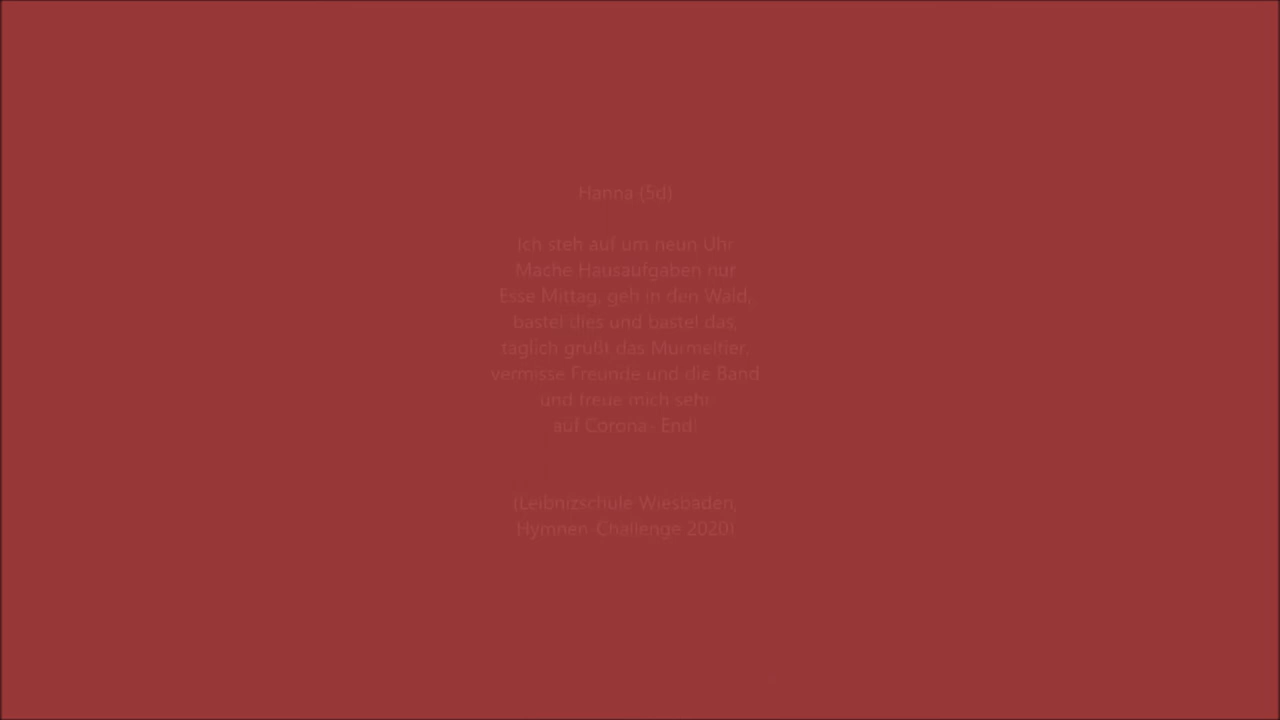 Hanna (5d)
Ich steh auf um neun Uhr
Mache Hausaufgaben nur
Esse Mittag, geh in den Wald,
bastel dies und bastel das,
täglich grüßt das Murmeltier,
vermisse Freunde und die Band
und freue mich sehr
auf Corona- End!
(Leibnizschule Wiesbaden,
Hymnen-Challenge 2020)